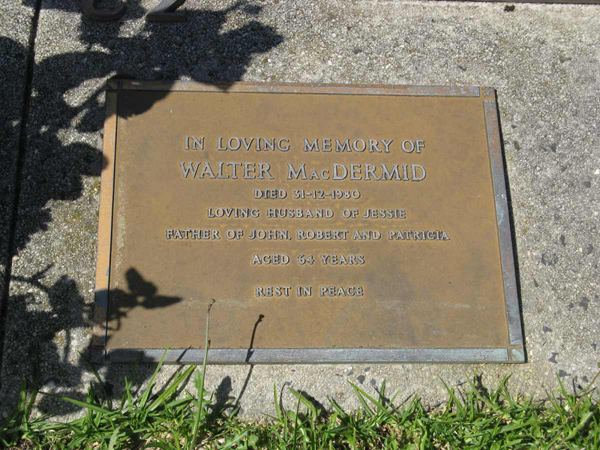 IN LOVING MEMORY OF
WALTER MACDERMID
DIED 31-12-1980
LOVING HUSBAND OF JESSIE
FATHER OF JOHN, ROBERT AND PATRICIA
AGED 64 YEARS
REST IN PEACE